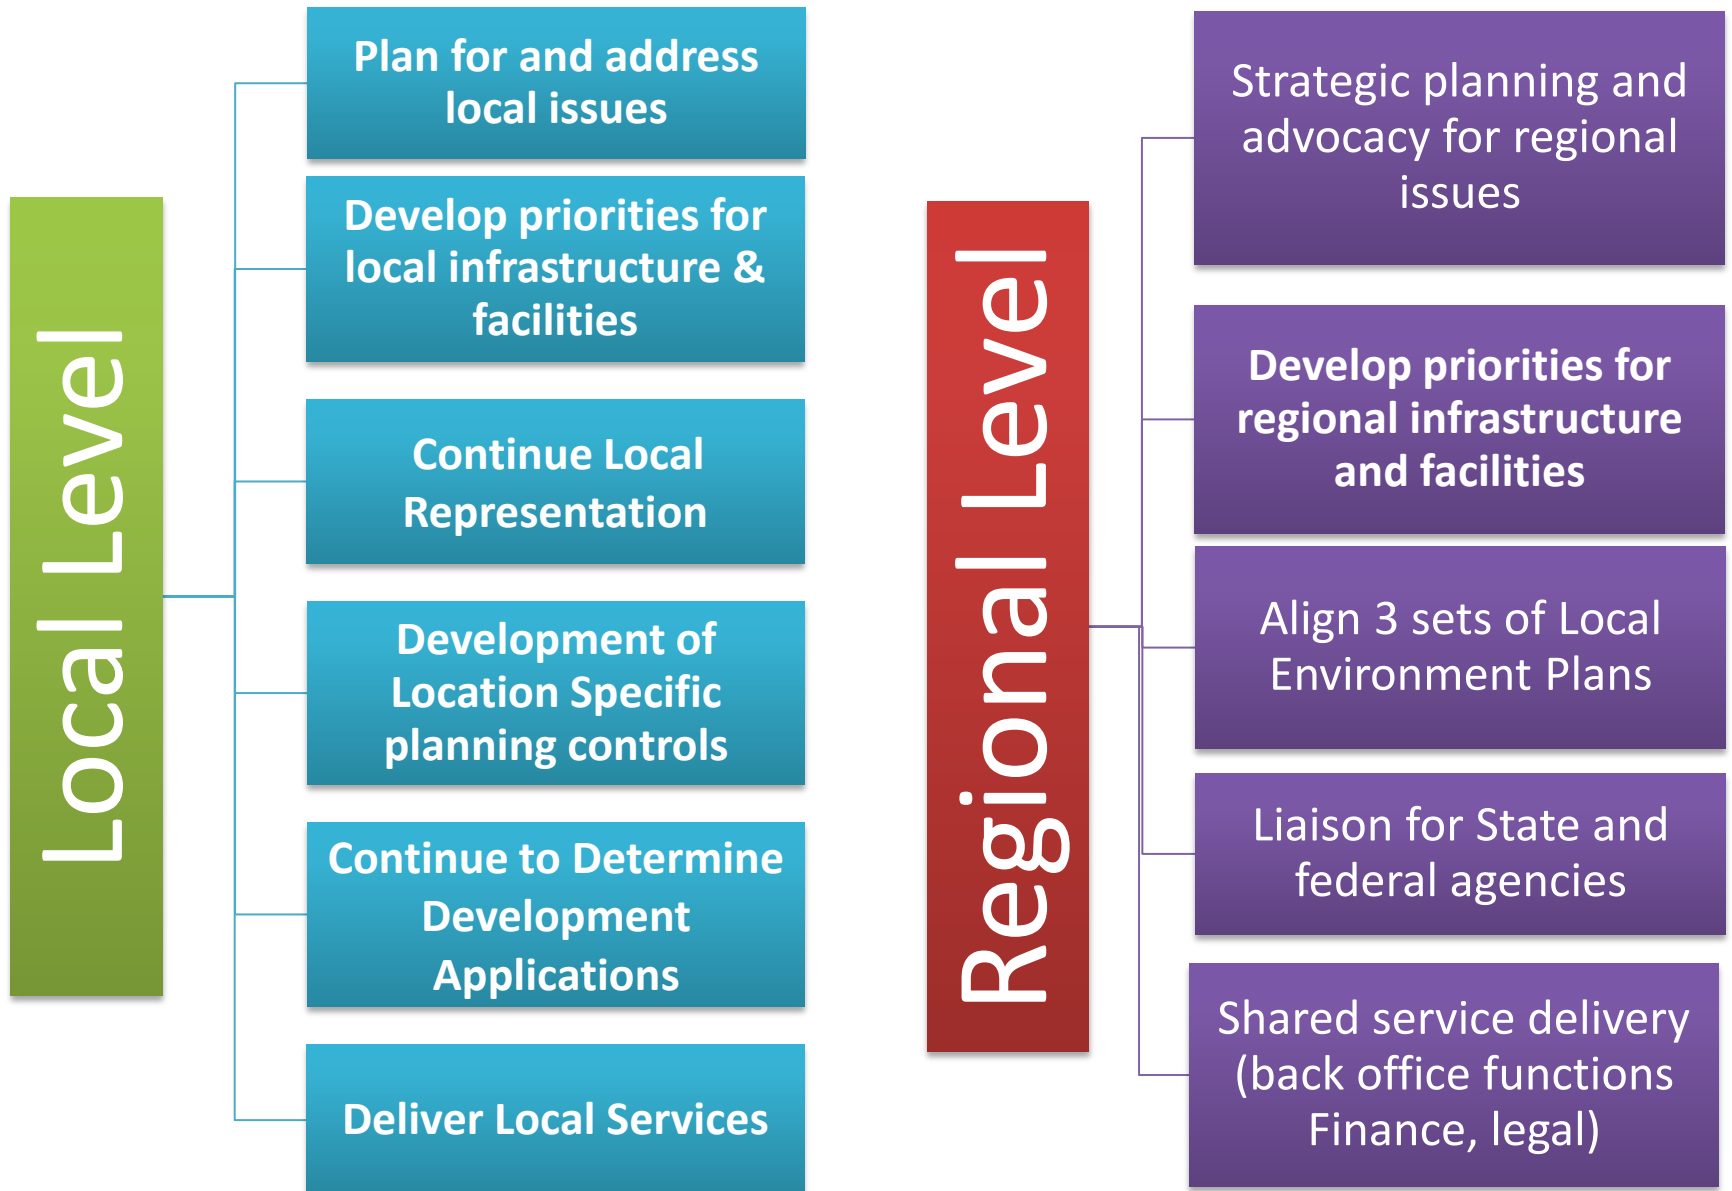 Local Level
Plan for and address
local issues
Develop priorities for
local infrastructure &
facilities
Continue Local
Representation
Development of
Location Specific
planning controls
Continue to Determine
Development
Applications
Deliver Local Services
Regional Level
Strategic planning and
advocacy for regional
issues
Develop priorities for
regional infrastructure
and facilities
Align 3 sets of Local
Environment Plans
Liaison for State and
federal agencies
Shared service delivery
(back office functions
Finance, legal)